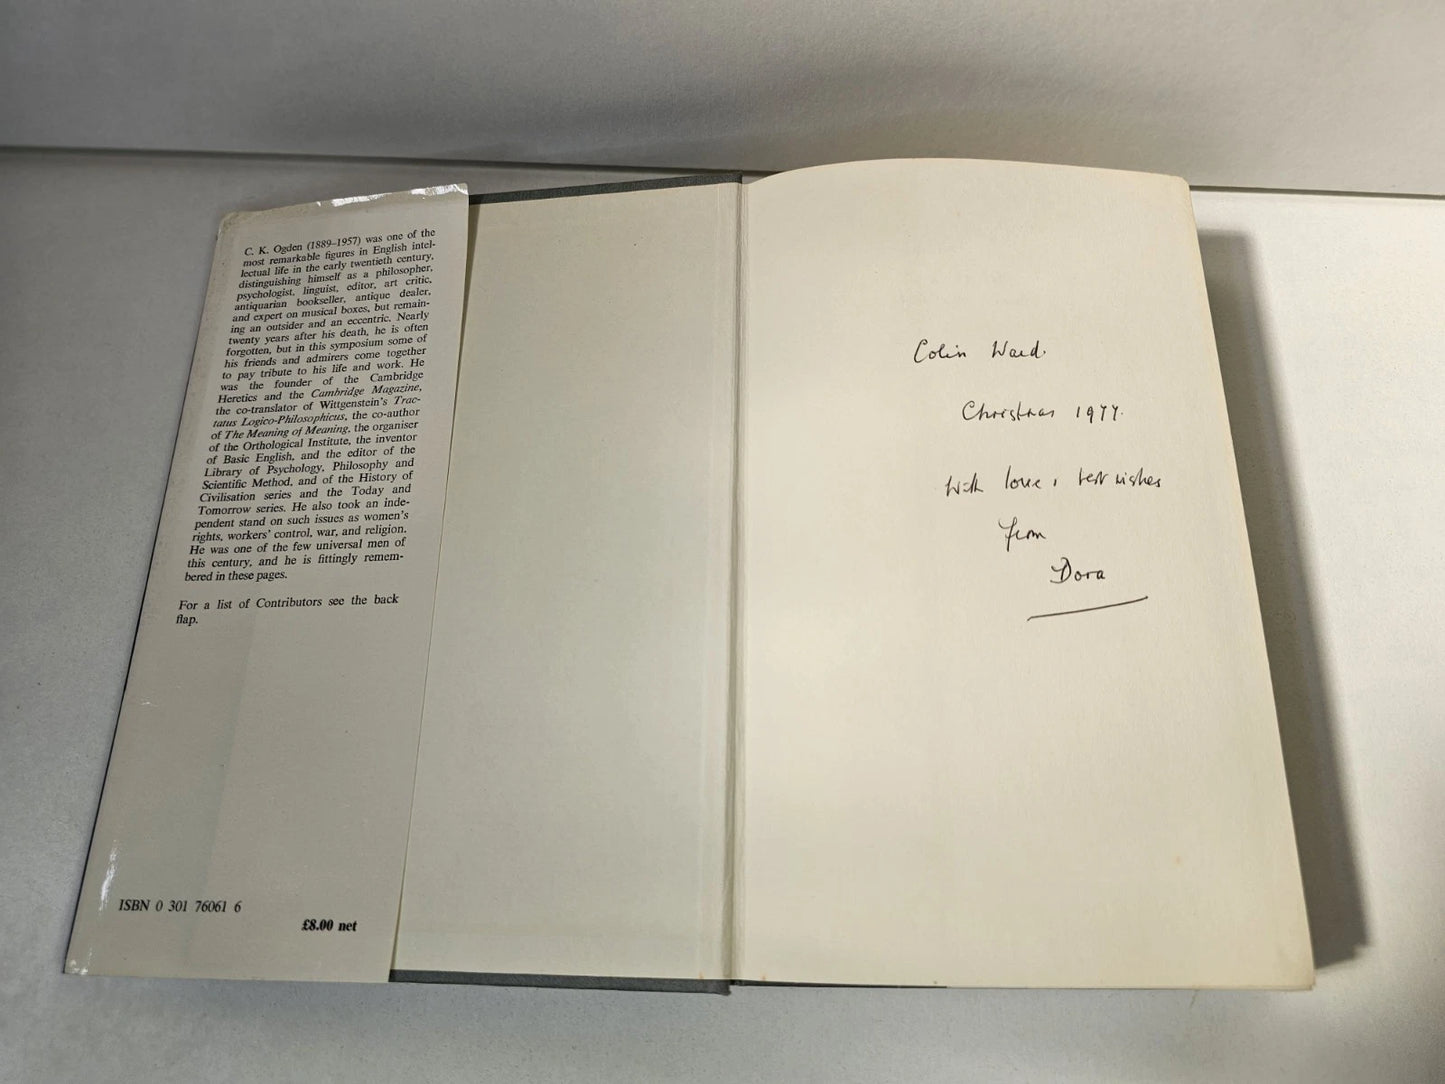 C. K. Ogden (1889–1957) was one of the
most remarkable figures in English intel-
lectual life in the early twentieth century,
distinguishing himself as a philosopher,
psychologist, linguist, editor, art critic,
antiquarian bookseller, antique dealer,
and expert on musical boxes, but remain-
ing an outsider and an eccentric. Nearly
twenty years after his death, he is often
forgotten, but in this symposium some of
his friends and admirers come together
to pay tribute to his life and work. He
was the founder of the Cambridge
Heretics and the Cambridge Magazine,
the co-translator of Wittgenstein's Trac-
tatus Logico-Philosophicus, the co-author
of The Meaning of Meaning, the organiser
of the Orthological Institute, the inventor
of Basic English, and the editor of the
Library of Psychology, Philosophy and
Scientific Method, and of the History of
Civilisation series and the Today and
Tomorrow series. He also took an inde-
pendent stand on such issues as women's
rights, workers' control, war, and religion.
He was one of the few universal men of
this century, and he is fittingly remem-
bered in these pages.
For a list of Contributors see the back
flap.
ISBN 0 301 76061 6
£8.00 net
Colin Ward.
Christmas 1977.
With love, best wishes
from
Dora